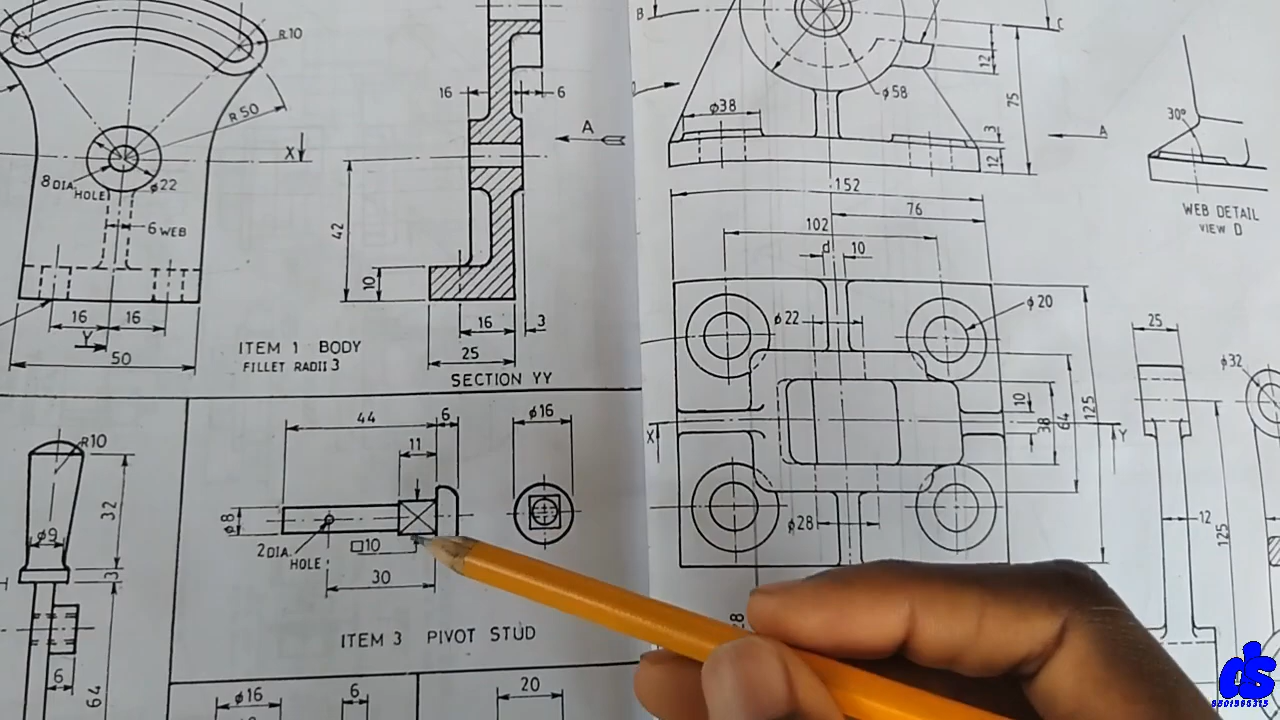 R10
R50
X
8 DIA.
HOLE
φ22
6 WEB
16
16
Y
50
ITEM 1 BODY
FILLET RADII 3
16
6
A
42
10
16
3
25
SECTION YY
B
C
12
φ58
75
φ38
3
12
A
30°
WEB DETAIL
VIEW D
152
76
102
d
10
φ20
φ22
10
38
64
125
X
Y
φ28
25
φ32
12
125
R10
32
φ9
3
6
64
44
6
φ16
11
φ8
2 DIA.
HOLE
□10
30
ITEM 3 PIVOT STUD
φ16
6
20
28
ds